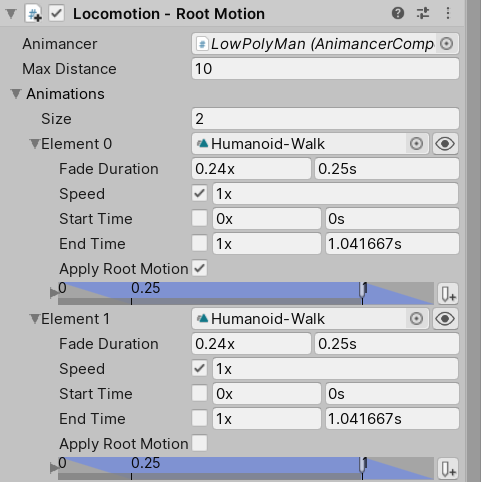 Locomotion - Root Motion
Animancer LowPolyMan (AnimancerComp
Max Distance 10
Animations
Size 2
Element 0 Humanoid-Walk
Fade Duration 0.24x 0.25s
Speed 1x
Start Time 0x 0s
End Time 1x 1.041667s
Apply Root Motion
0 0.25 1
Element 1 Humanoid-Walk
Fade Duration 0.24x 0.25s
Speed 1x
Start Time 0x 0s
End Time 1x 1.041667s
Apply Root Motion
0 0.25 1